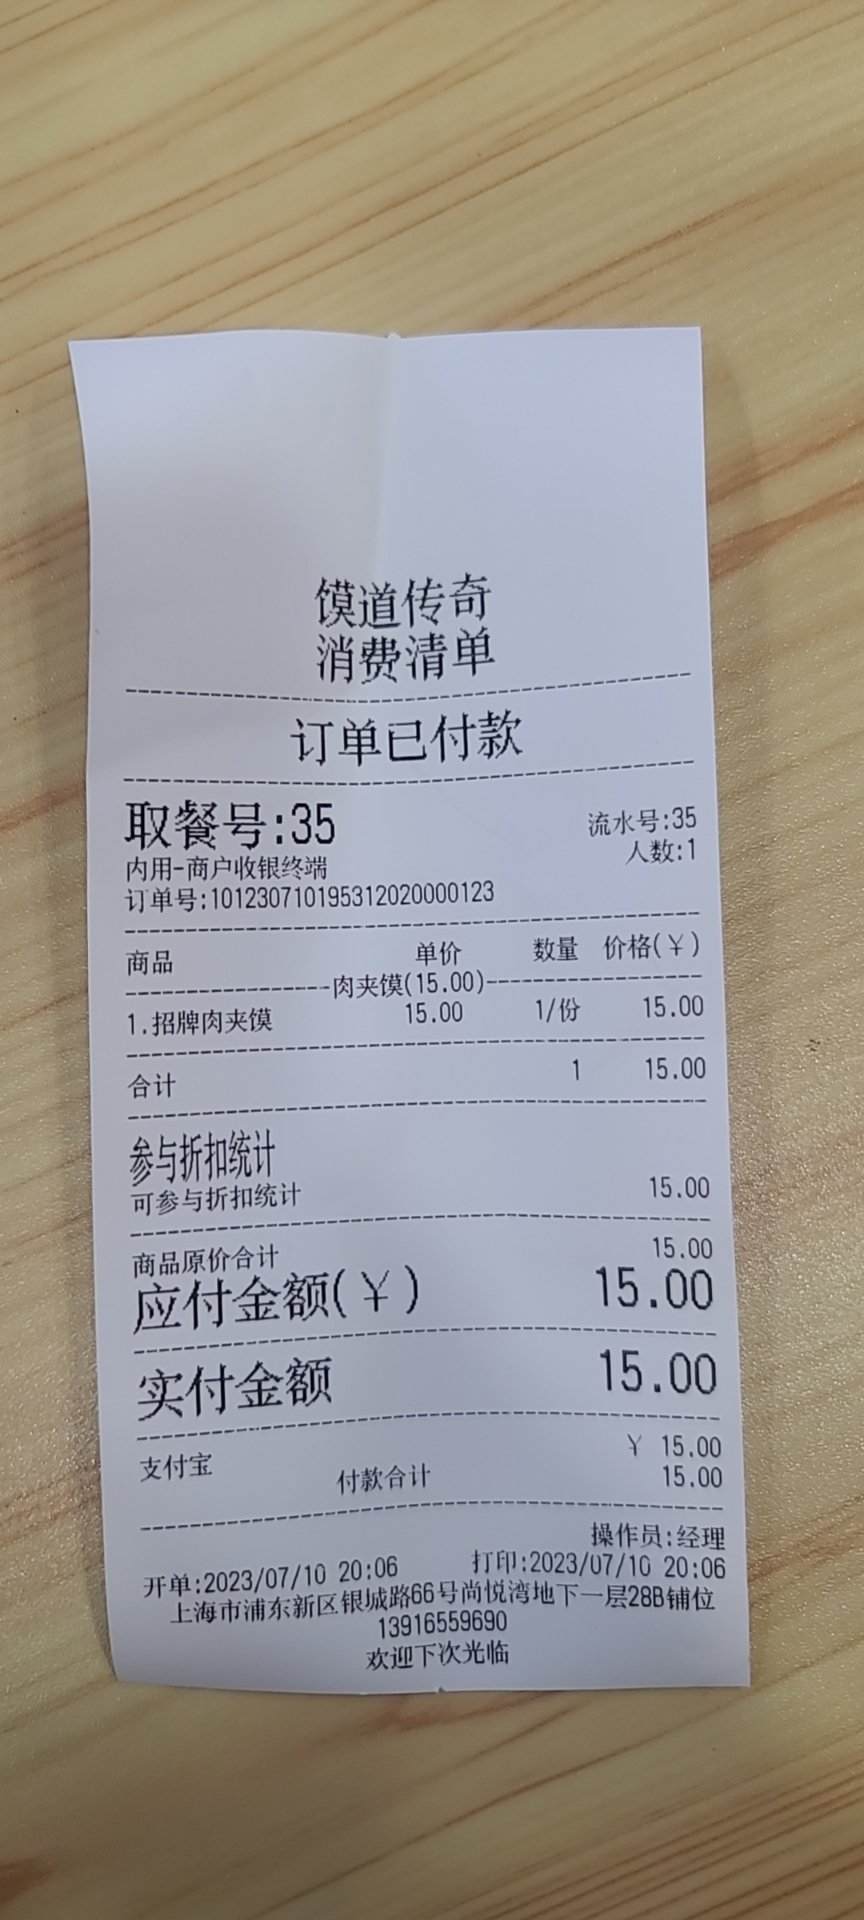 馍道传奇
消费清单
订单已付款
取餐号:35 流水号:35
内用-商户收银终端 人数:1
订单号:101230710195312020000123
商品 单价 数量 价格(￥)
肉夹馍(15.00)
1.招牌肉夹馍 15.00 1/份 15.00
合计 1 15.00
参与折扣统计
可参与折扣统计 15.00
商品原价合计 15.00
应付金额(￥) 15.00
实付金额 15.00
支付宝 ￥ 15.00
付款合计 15.00
操作员:经理
开单:2023/07/10 20:06 打印:2023/07/10 20:06
上海市浦东新区银城路66号尚悦湾地下一层28B铺位
13916559690
欢迎下次光临